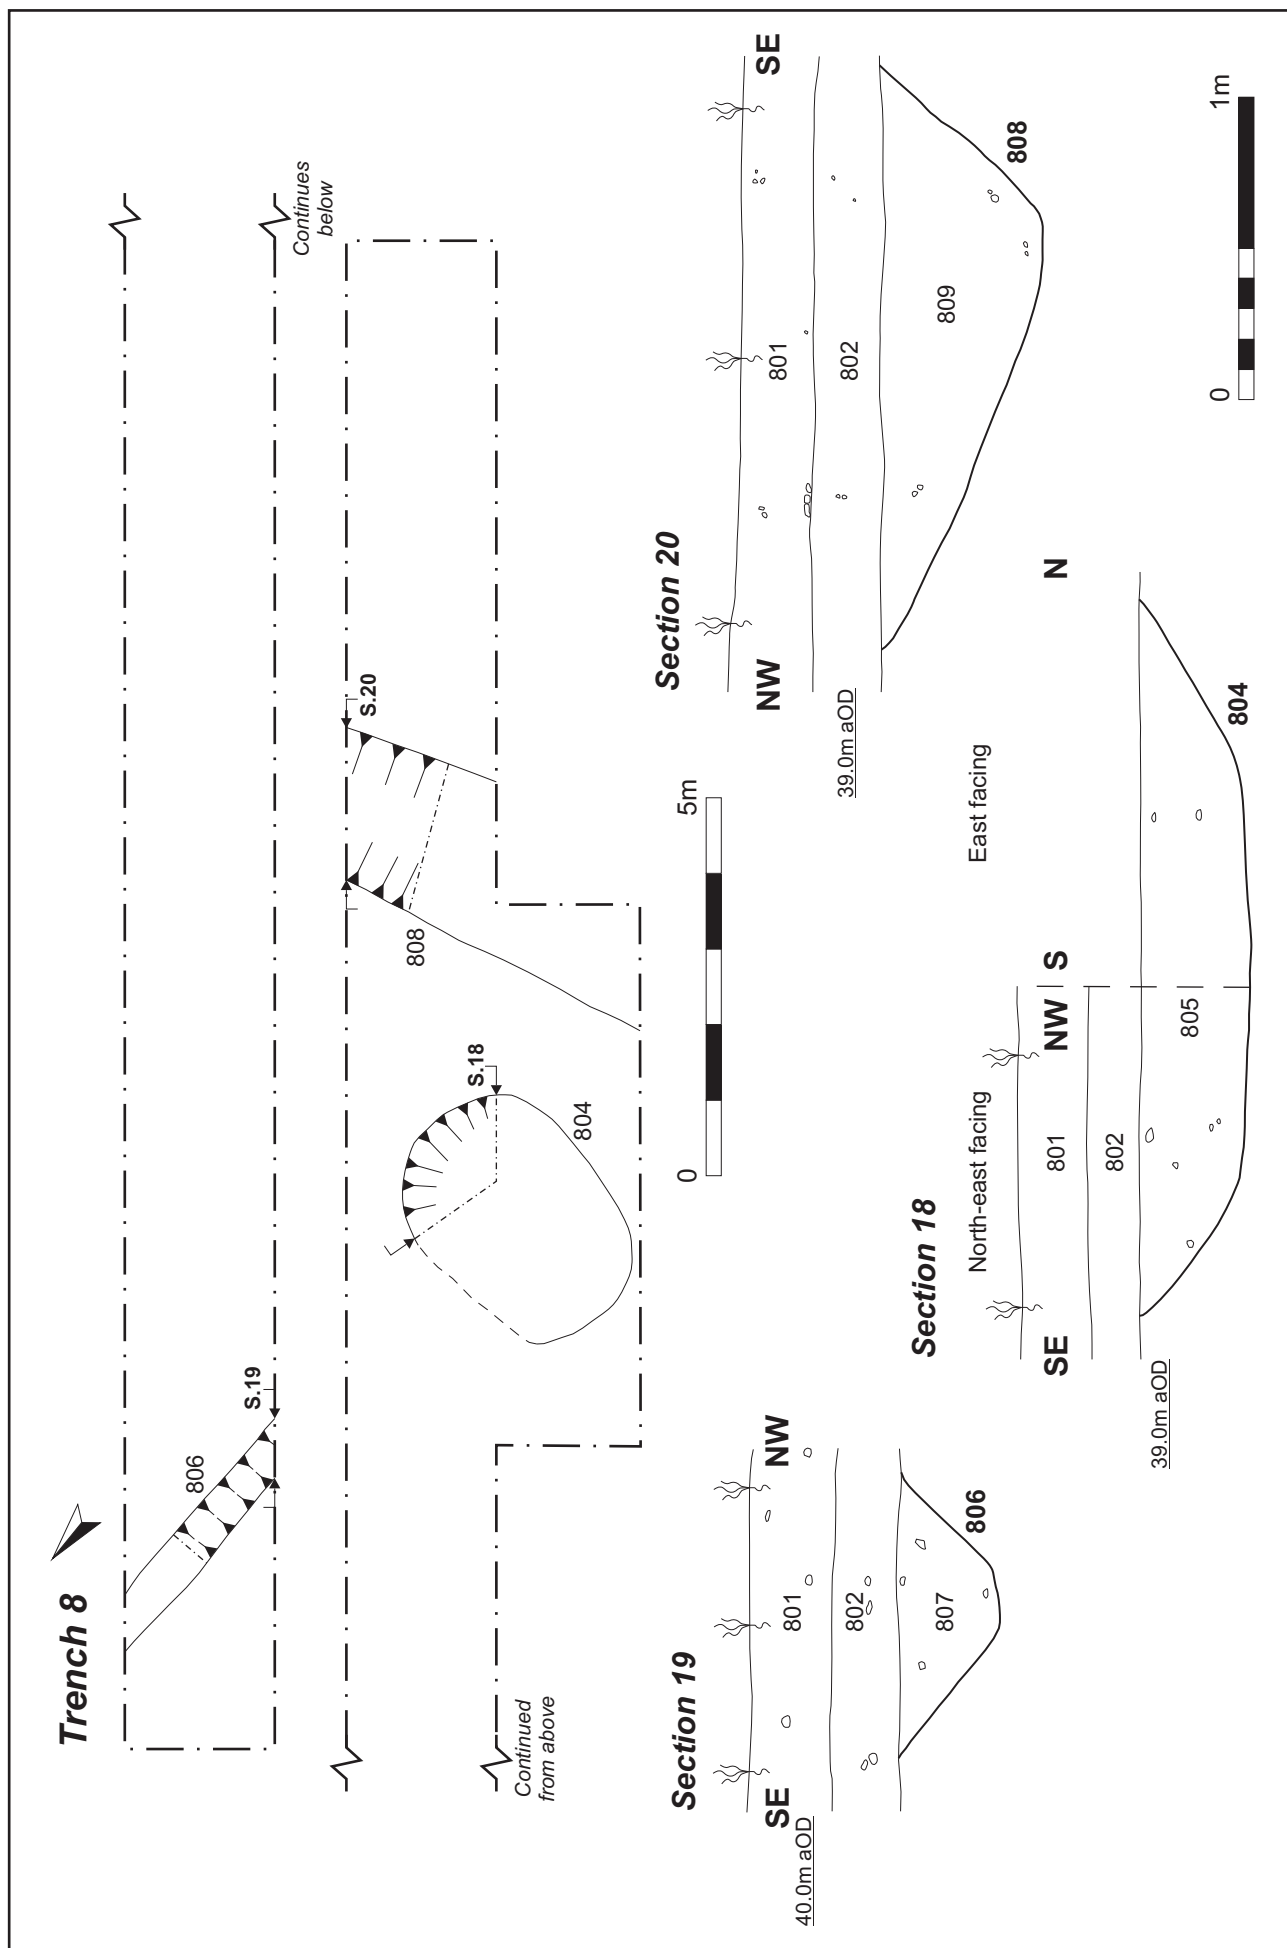 Trench 8
806
S.19
Continues
below
Continued
from above
804
S.18
808
S.20
0
5m
Section 19
SE
NW
40.0m aOD
801
802
807
806
Section 20
NW
SE
39.0m aOD
801
802
809
808
Section 18
North-east facing
East facing
SE
NW
S
N
39.0m aOD
801
802
805
804
0
1m